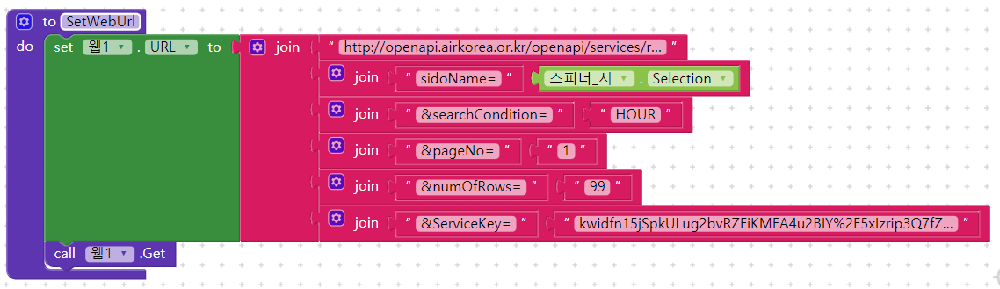 to SetWebUrl
do set 웹1 . URL to join " http://openapi.airkorea.or.kr/openapi/services/r... "
join " sidoName= " 스피너_시 . Selection
join " &searchCondition= " " HOUR "
join " &pageNo= " " 1 "
join " &numOfRows= " " 99 "
join " &ServiceKey= " " kwidfn15jSpkULug2bvRZFiKMFA4u2BIY%2F5xIzrip3Q7fZ... "
call 웹1 .Get